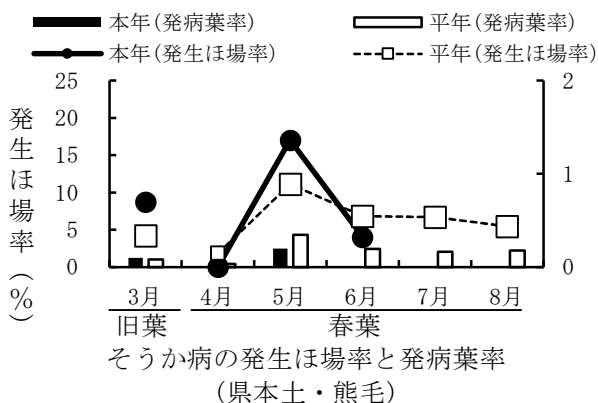 本年(発病葉率) 平年(発病葉率)
本年(発生ほ場率) 平年(発生ほ場率)
25 2
20
15
1
10
5
0 0
発生ほ場率(%)
3月 4月 5月 6月 7月 8月
旧葉 春葉
そうか病の発生ほ場率と発病葉率
(県本土・熊毛)